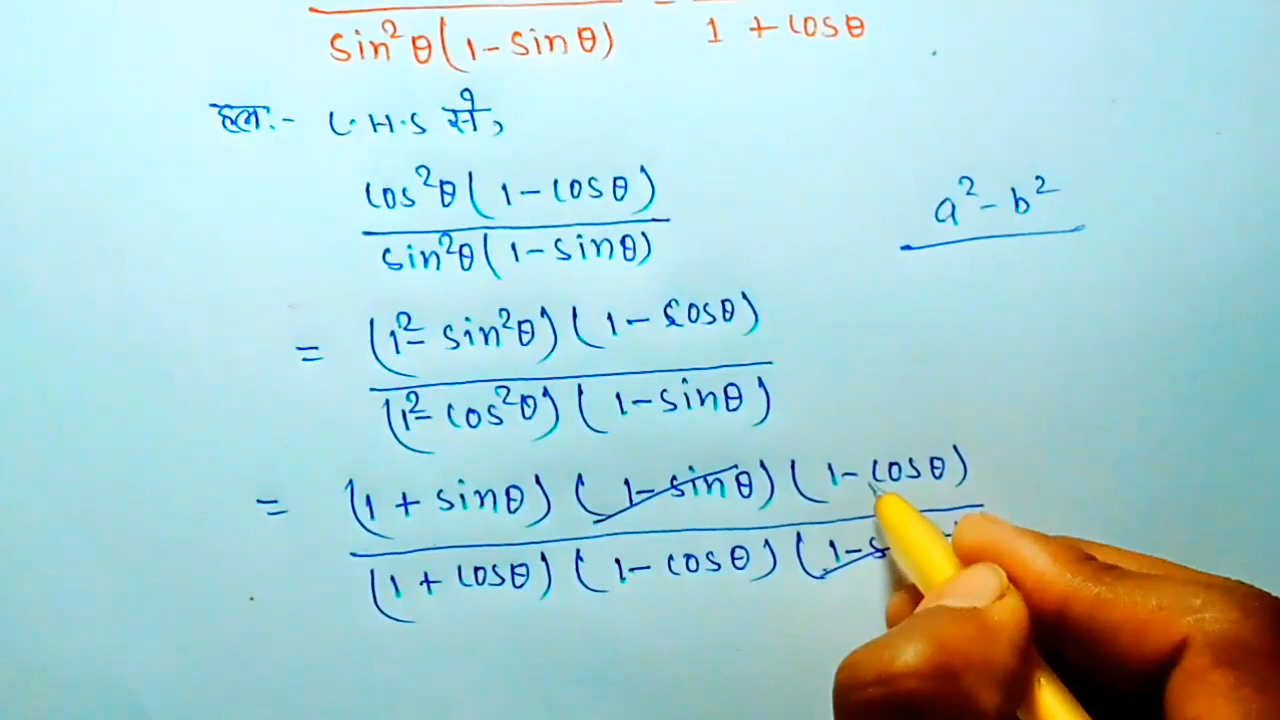 sin²θ(1-sinθ) = 1 + cosθ
हल:- L.H.S से,
cos²θ(1-cosθ)
a²-b²
sin²θ(1-sinθ)
= (1²- sin²θ)(1-cosθ)
(1²- cos²θ)(1-sinθ)
= (1+sinθ)(1-sinθ)(1-cosθ)
(1+cosθ)(1-cosθ)(1-s